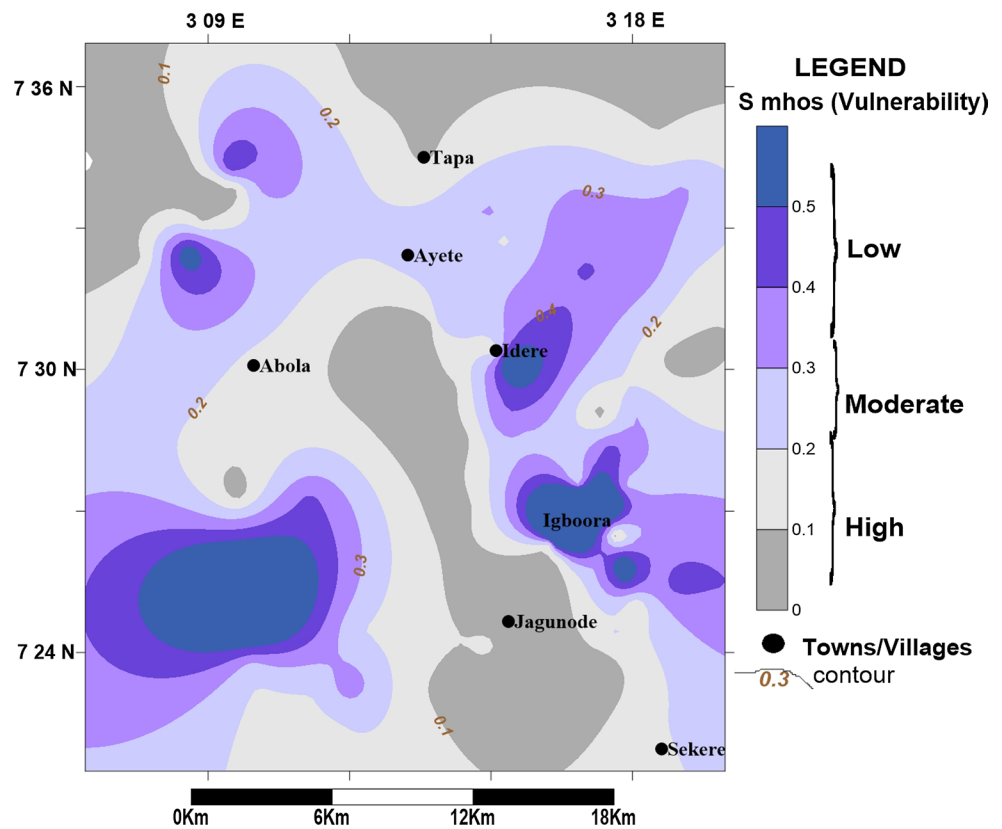 3 09 E
3 18 E
7 36 N
7 30 N
7 24 N
0.1
0.2
Tapa
0.3
Ayete
0.4
0.2
Idere
Abola
0.2
Igboora
0.3
Jagunode
0.1
Sekere
0Km
6Km
12Km
18Km
LEGEND
S mhos (Vulnerability)
0.5
0.4
0.3
0.2
0.1
0
Low
Moderate
High
Towns/Villages
0.3
contour